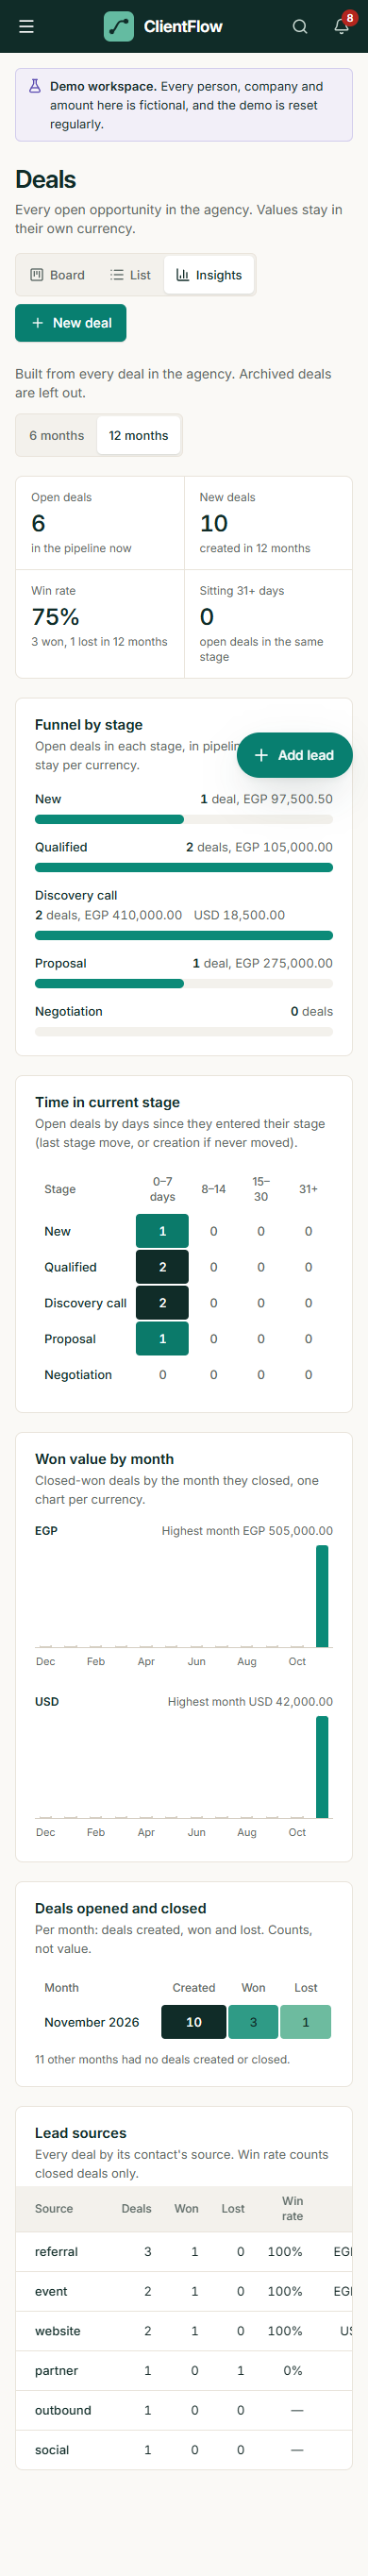 ClientFlow
8
Demo workspace. Every person, company and
amount here is fictional, and the demo is reset
regularly.
Deals
Every open opportunity in the agency. Values stay in
their own currency.
Board List Insights
New deal
Built from every deal in the agency. Archived deals
are left out.
6 months 12 months
Open deals
6
in the pipeline now
New deals
10
created in 12 months
Win rate
75%
3 won, 1 lost in 12 months
Sitting 31+ days
0
open deals in the same
stage
Funnel by stage
Open deals in each stage, in
stay per currency.
Add lead
New 1 deal, EGP 97,500.50
Qualified 2 deals, EGP 105,000.00
Discovery call
2 deals, EGP 410,000.00 USD 18,500.00
Proposal 1 deal, EGP 275,000.00
Negotiation 0 deals
Time in current stage
Open deals by days since they entered their stage
(last stage move, or creation if never moved).
Stage 0–7 days 8–14 15–30 31+
New 1 0 0 0
Qualified 2 0 0 0
Discovery call 2 0 0 0
Proposal 1 0 0 0
Negotiation 0 0 0 0
Won value by month
Closed-won deals by the month they closed, one
chart per currency.
EGP Highest month EGP 505,000.00
Dec Feb Apr Jun Aug Oct
USD Highest month USD 42,000.00
Dec Feb Apr Jun Aug Oct
Deals opened and closed
Per month: deals created, won and lost. Counts,
not value.
Month Created Won Lost
November 2026 10 3 1
11 other months had no deals created or closed.
Lead sources
Every deal by its contact's source. Win rate counts
closed deals only.
Source Deals Won Lost Win rate
referral 3 1 0 100%
event 2 1 0 100%
website 2 1 0 100%
partner 1 0 1 0%
outbound 1 0 0 —
social 1 0 0 —